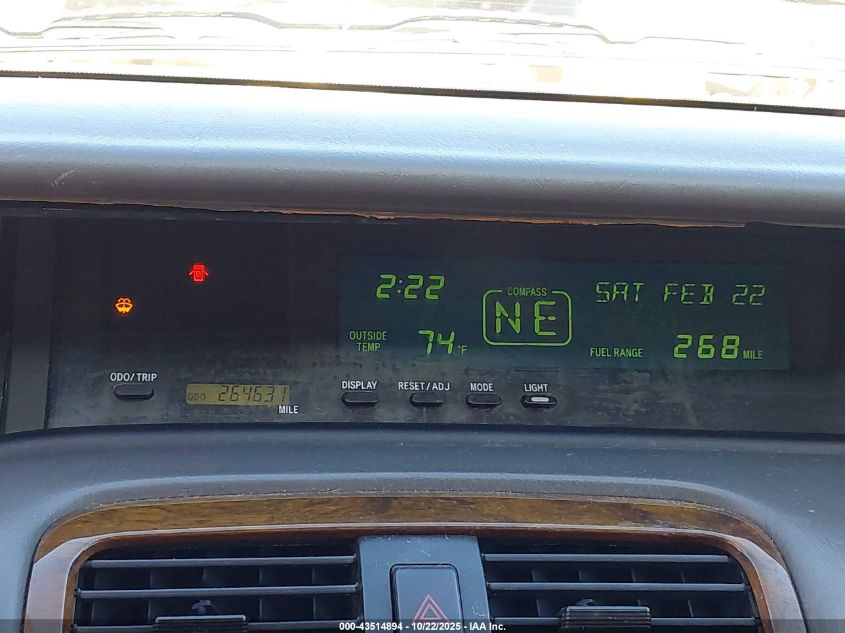 2:22
COMPASS
NE
SAT FEB 22
OUTSIDE TEMP 74°F
FUEL RANGE 268 MILE
ODO/TRIP
ODO 264631
MILE
DISPLAY RESET/ADJ MODE LIGHT
000-43514894 - 10/22/2025 - IAA, Inc.